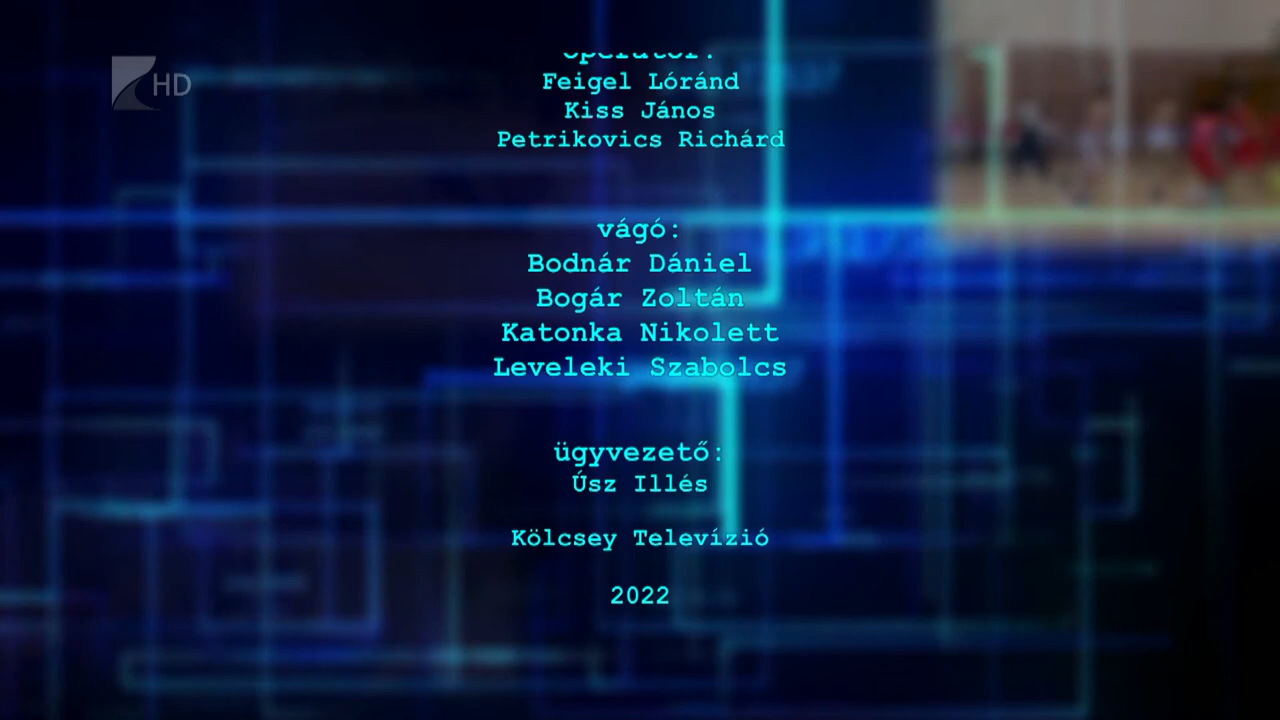 HD
operatőr:
Feigel Lóránd
Kiss János
Petrikovics Richárd
vágó:
Bodnár Dániel
Bogár Zoltán
Katonka Nikolett
Leveleki Szabolcs
ügyvezető:
Úsz Illés
Kölcsey Televízió
2022